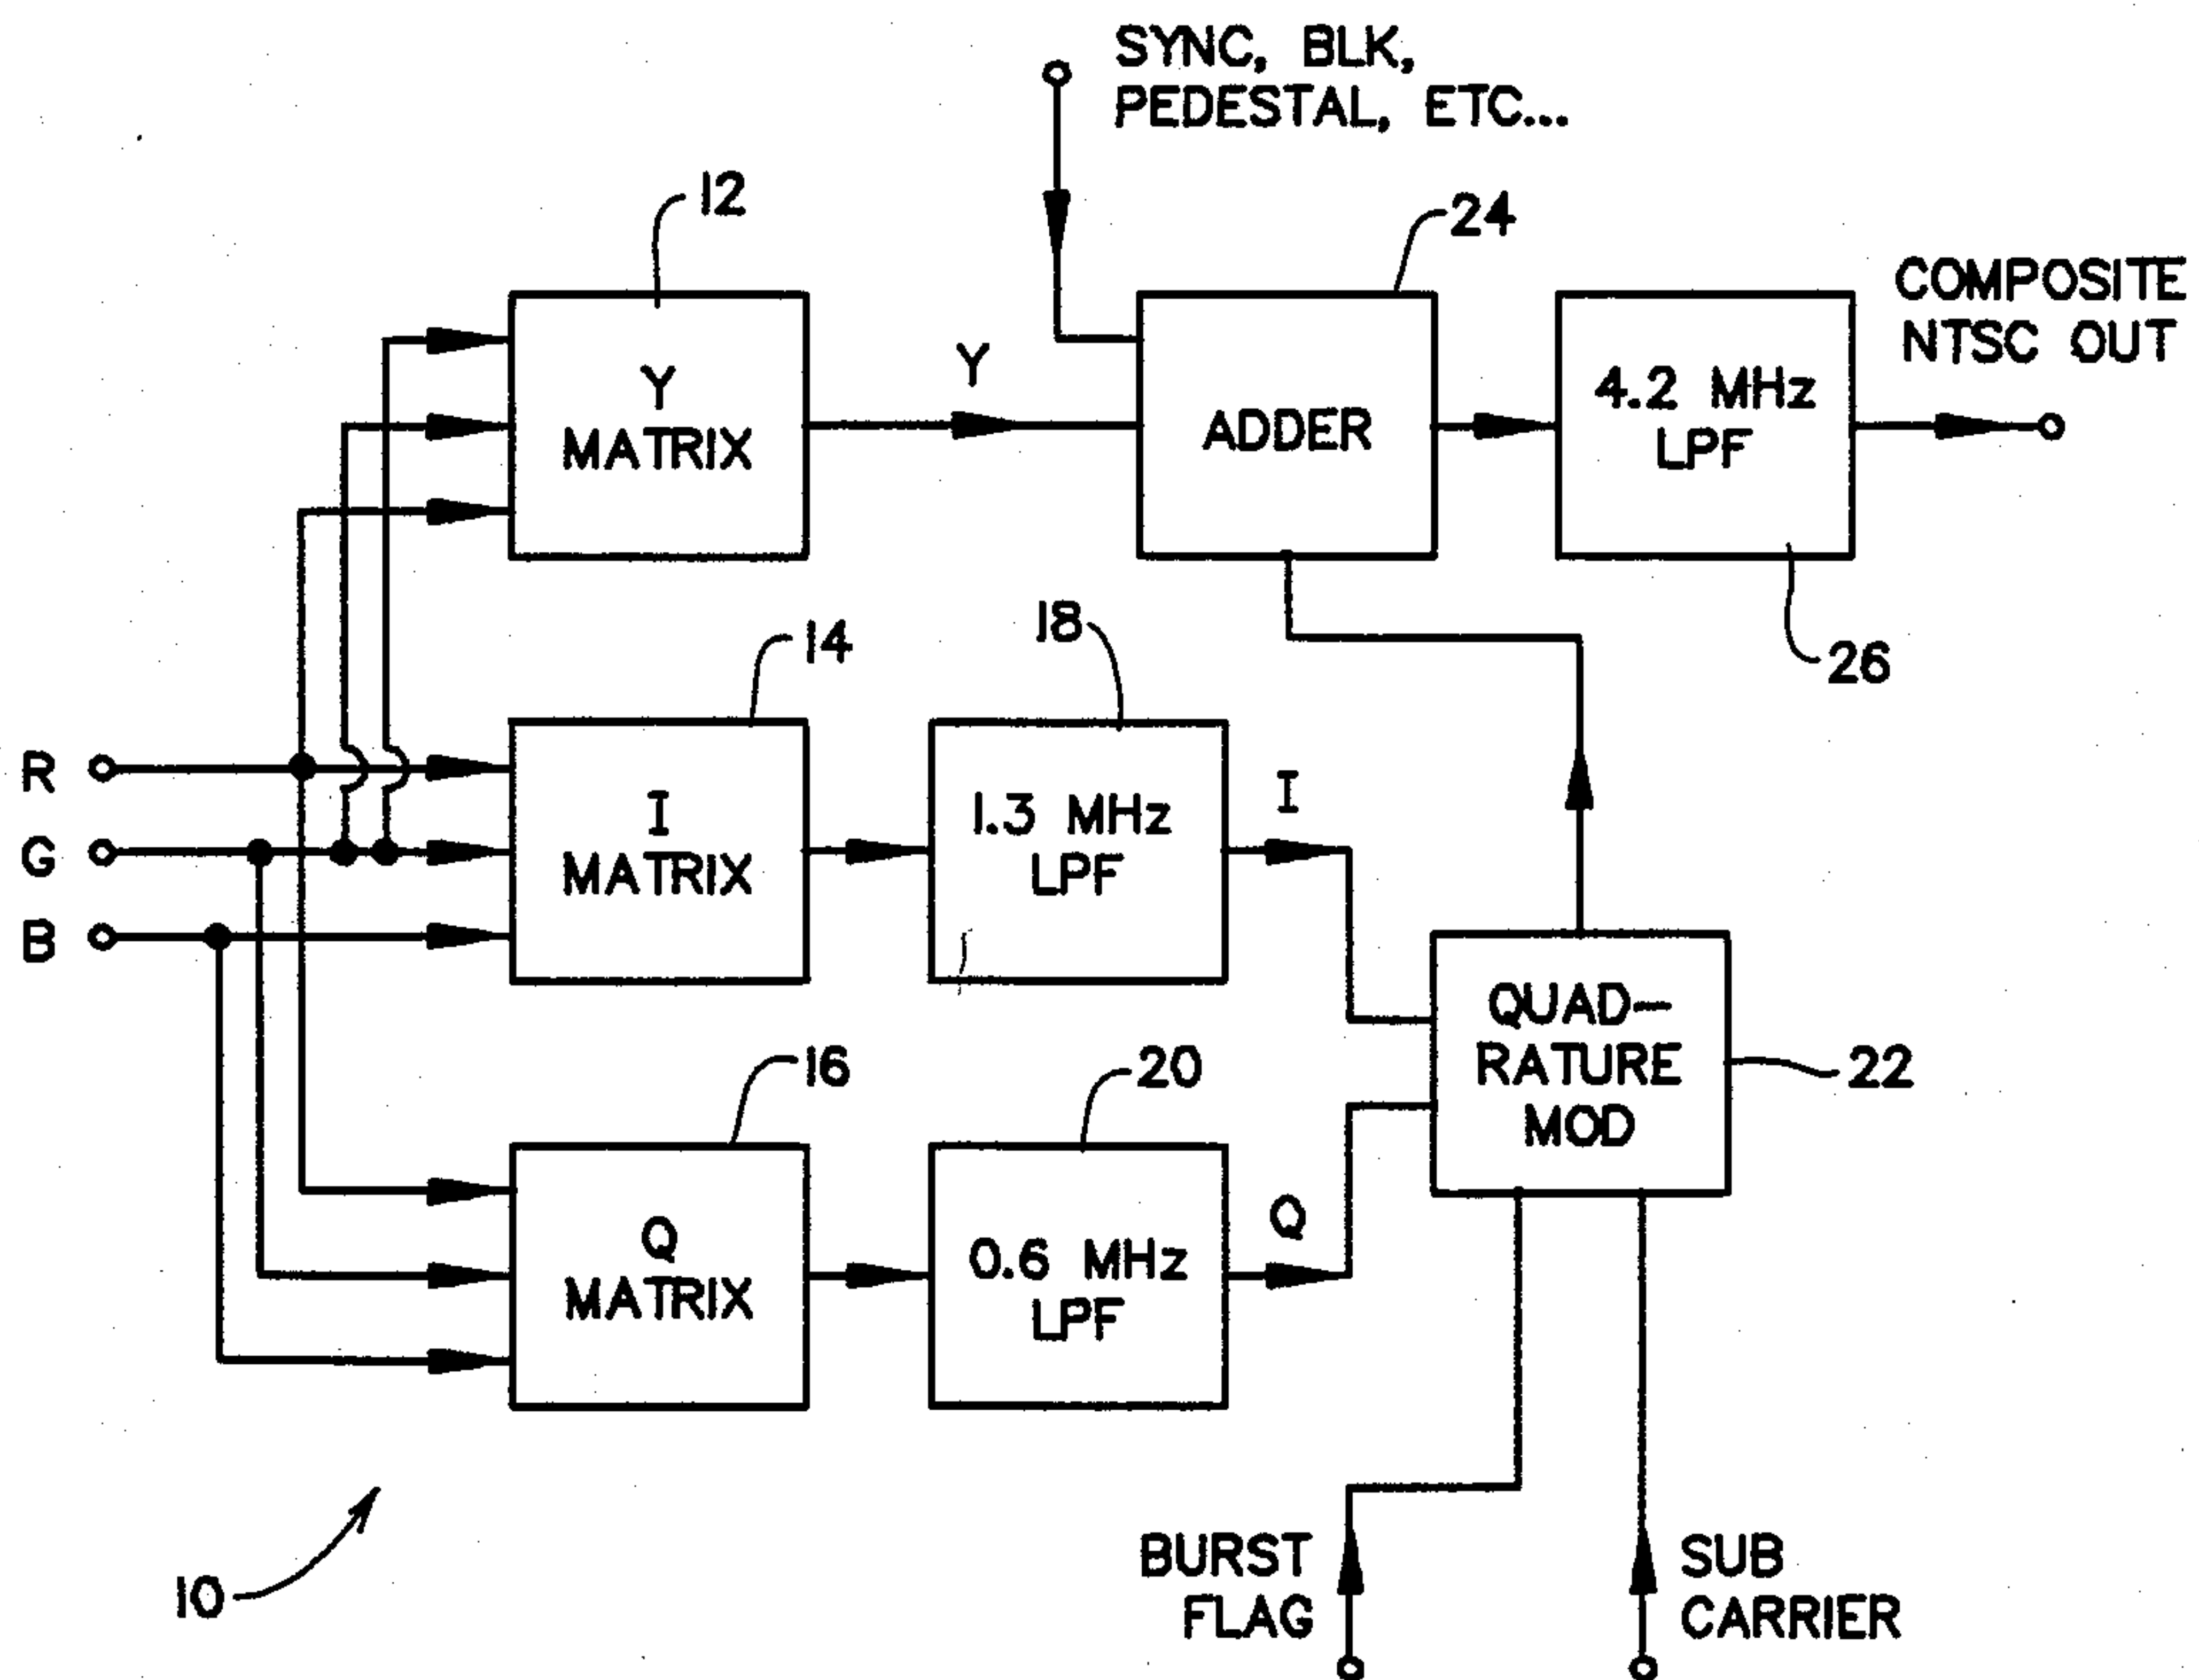 SYNC, BLK,
PEDESTAL, ETC...
12
24
COMPOSITE
NTSC OUT
Y
MATRIX
Y
ADDER
4.2 MHz
LPF
26
14
18
R
G
B
I
MATRIX
1.3 MHz
LPF
I
QUAD-
RATURE
MOD
22
16
20
Q
MATRIX
0.6 MHz
LPF
Q
10
BURST
FLAG
SUB
CARRIER